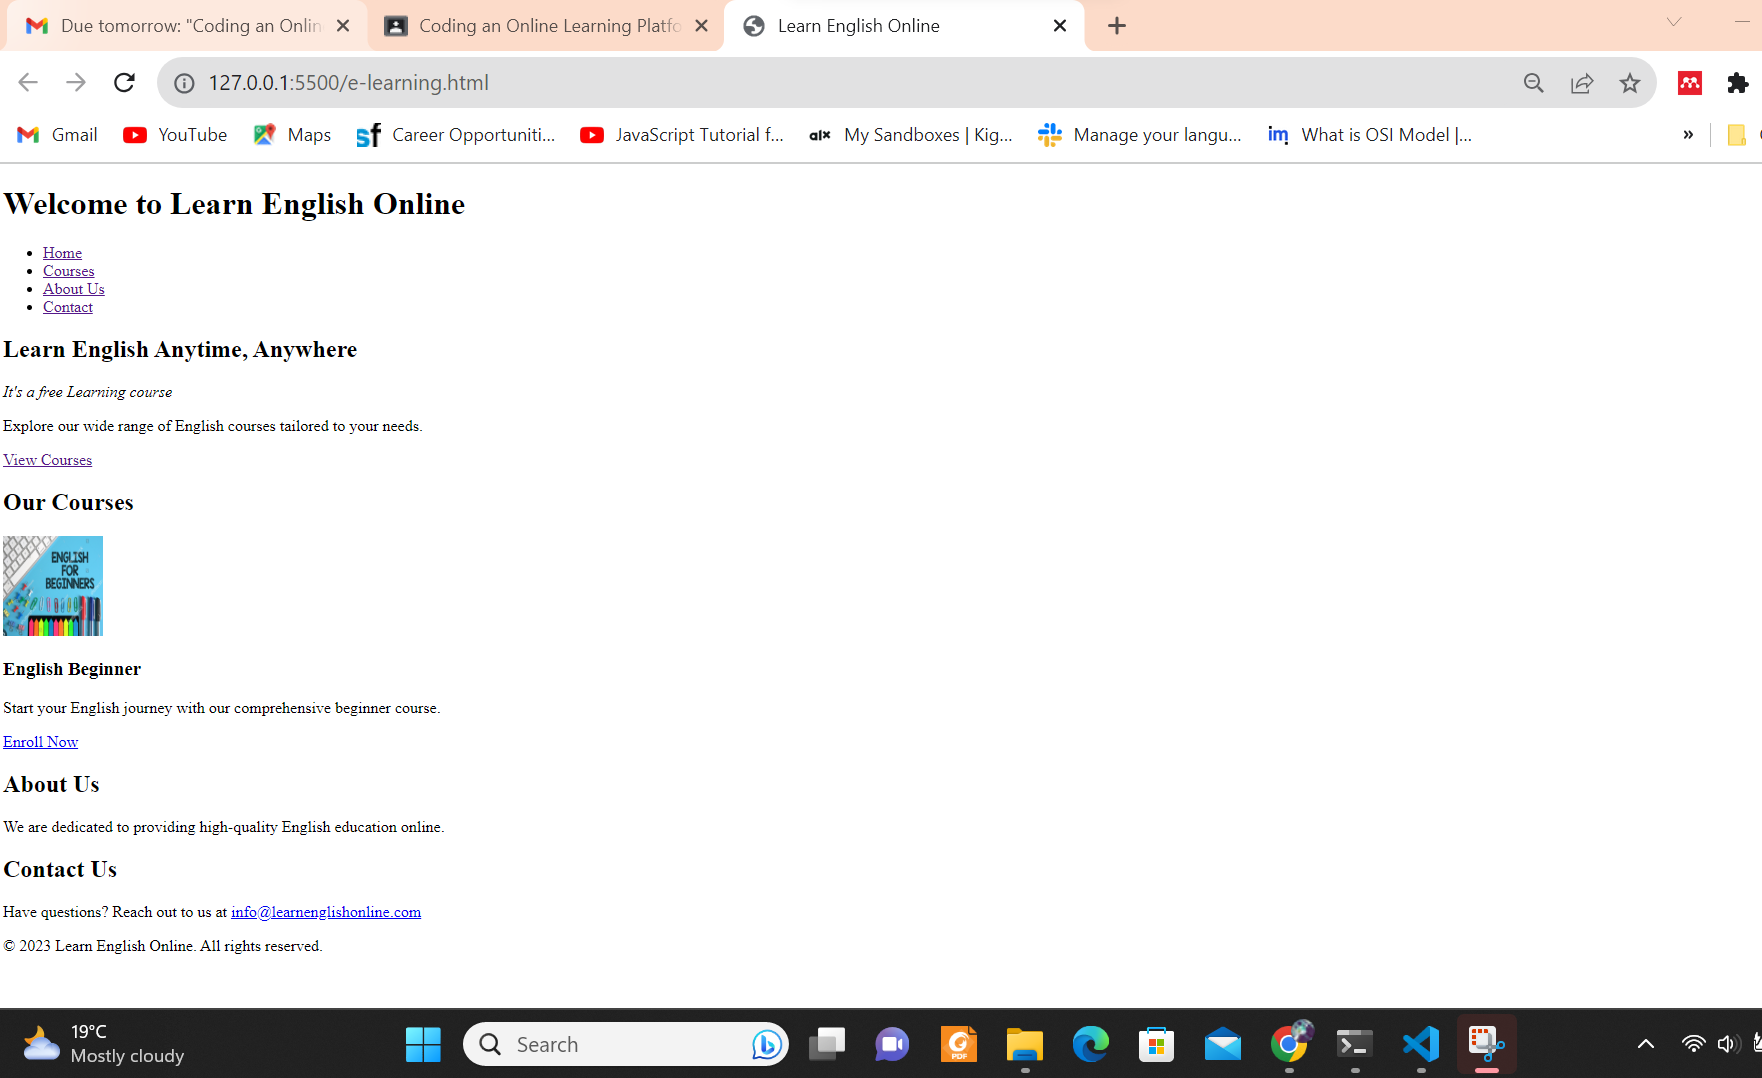 Due tomorrow: "Coding an Onlin
Coding an Online Learning Platfo
Learn English Online
127.0.0.1:5500/e-learning.html
Gmail
YouTube
Maps
sf Career Opportuniti...
JavaScript Tutorial f...
alx My Sandboxes | Kig...
Manage your langu...
im What is OSI Model |...
»
Welcome to Learn English Online
• Home
• Courses
• About Us
• Contact
Learn English Anytime, Anywhere
It's a free Learning course
Explore our wide range of English courses tailored to your needs.
View Courses
Our Courses
ENGLISH
FOR
BEGINNERS
English Beginner
Start your English journey with our comprehensive beginner course.
Enroll Now
About Us
We are dedicated to providing high-quality English education online.
Contact Us
Have questions? Reach out to us at info@learnenglishonline.com
© 2023 Learn English Online. All rights reserved.
19°C
Mostly cloudy
Search
PDF